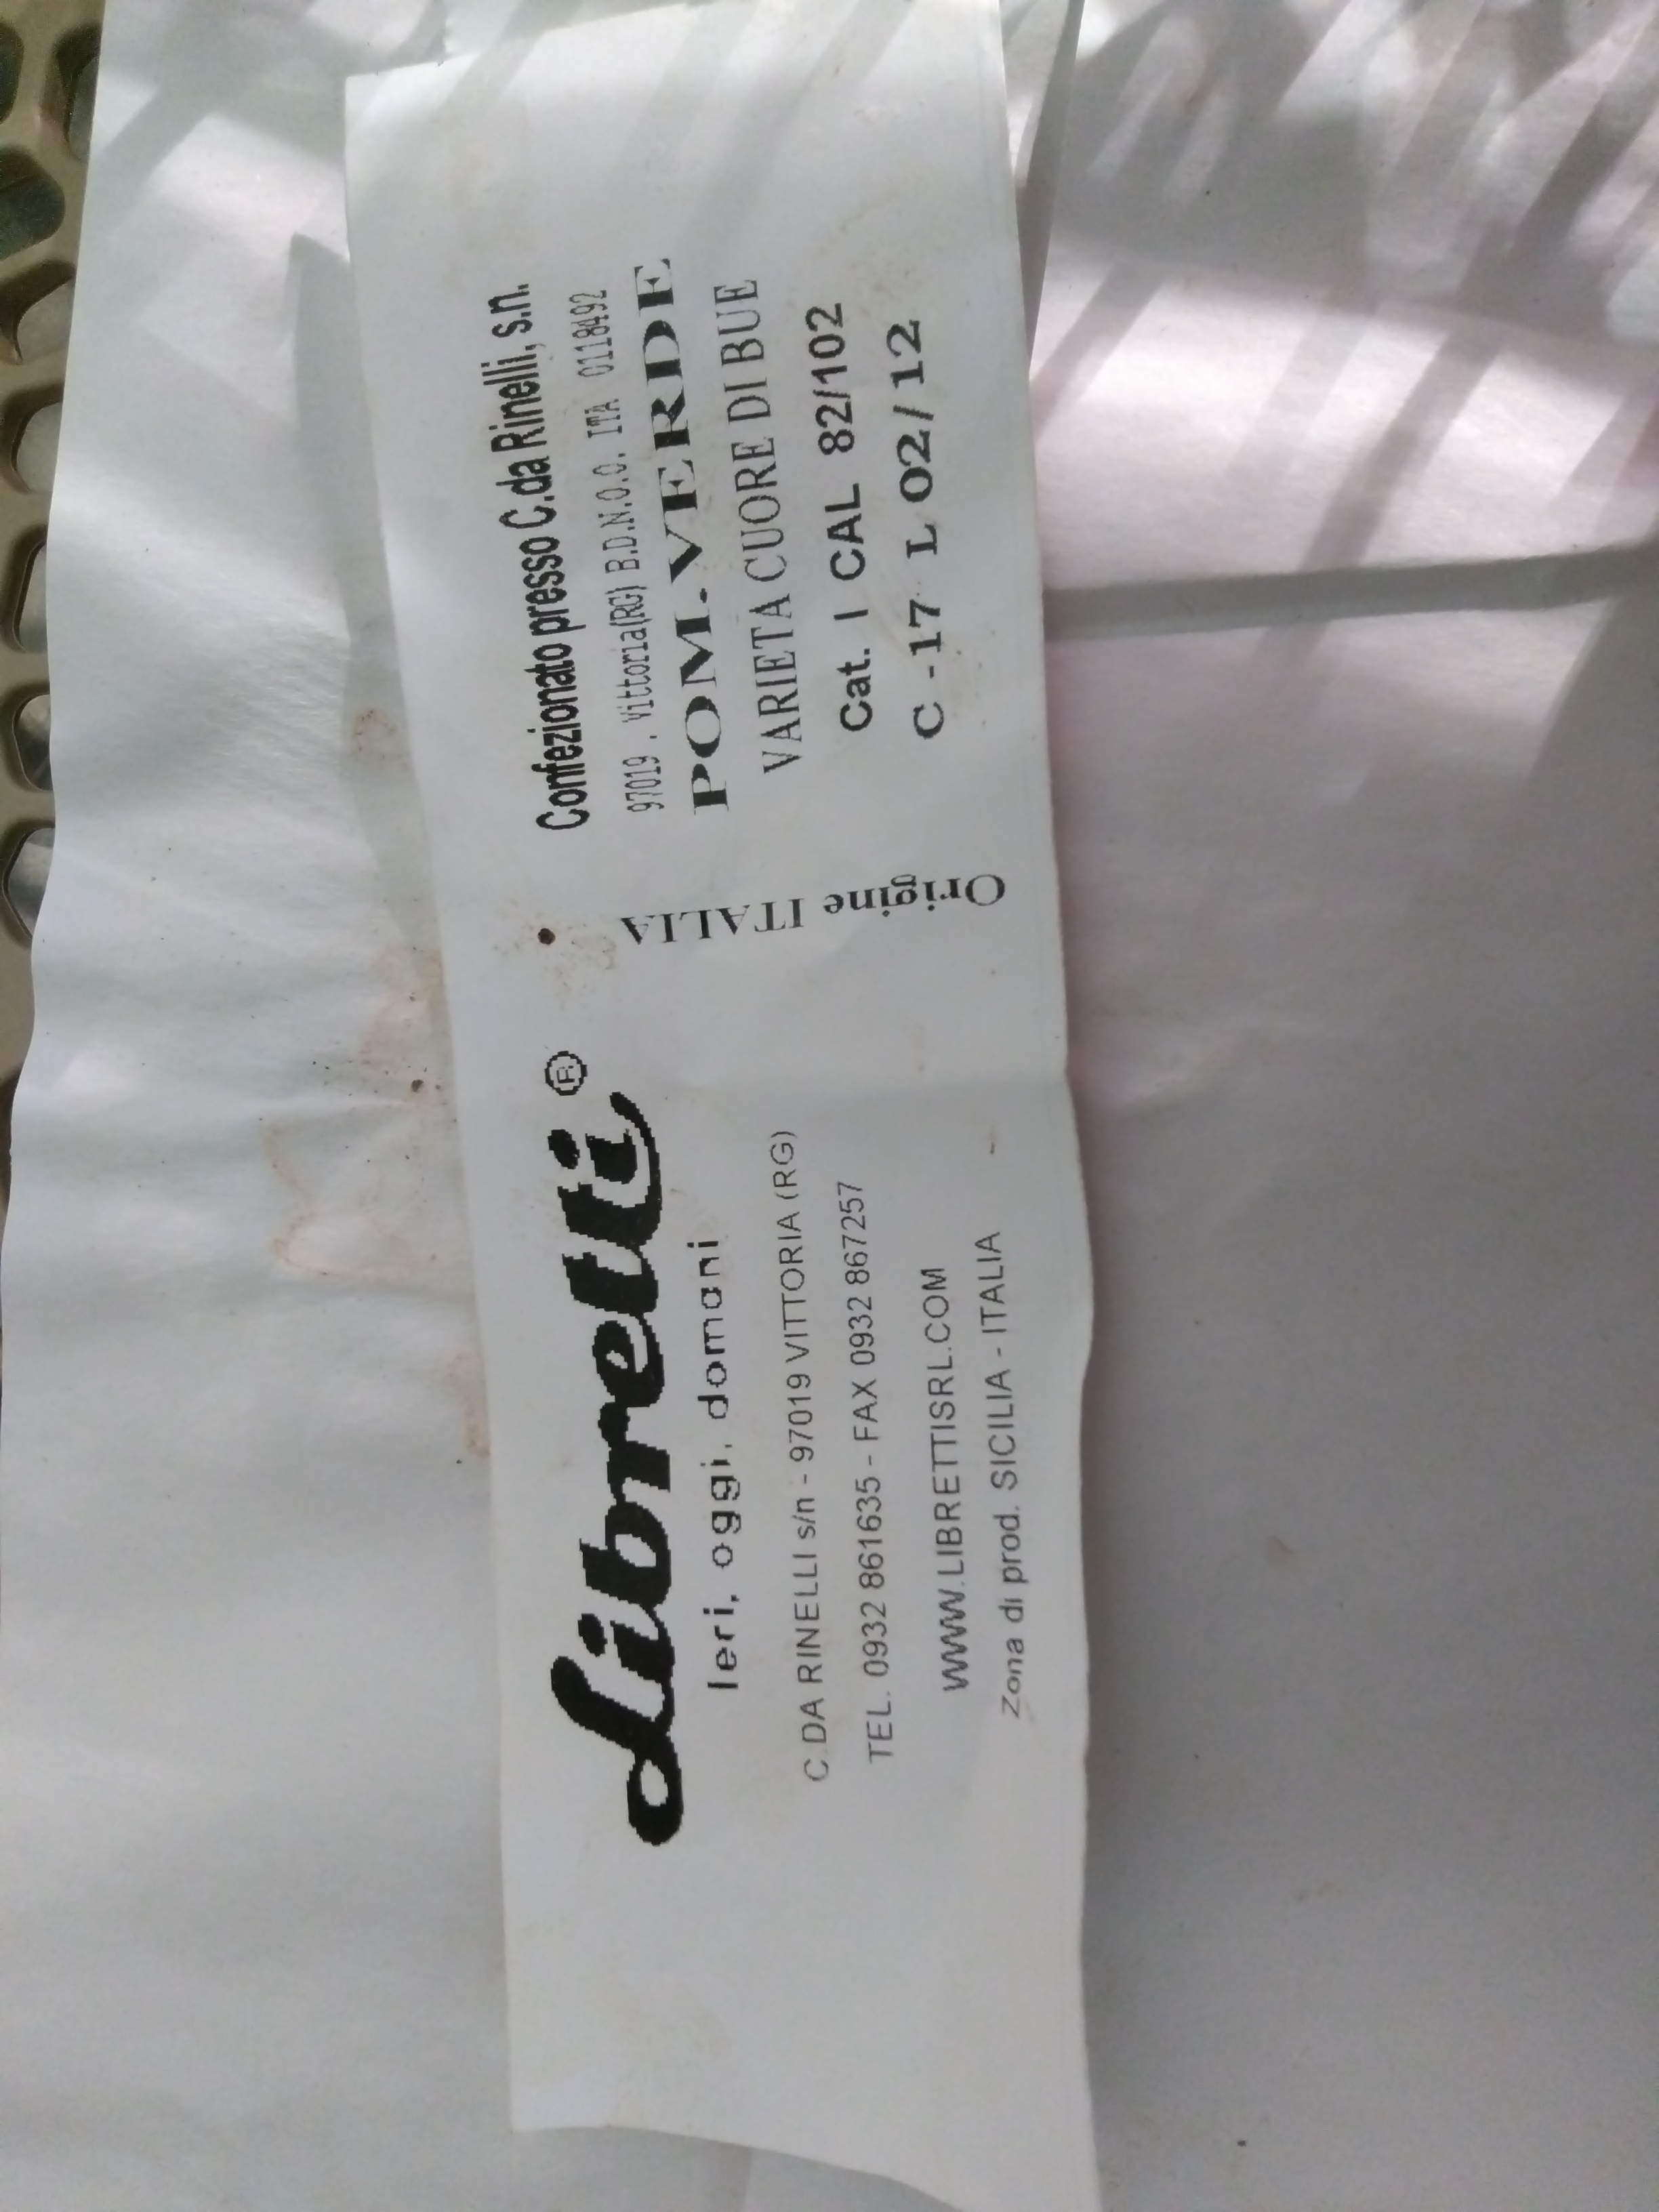 Libretti ®
Ieri, oggi, domani
C.DA RINELLI s/n - 97019 VITTORIA (RG)
TEL. 0932 861635 - FAX 0932 867257
WWW.LIBRETTISRL.COM
Zona di prod. SICILIA - ITALIA
Origine ITALIA
Confezionato presso C.da Rinelli, s.n.
97019 . Vittoria(RG) B.D.N.O.O. ITA 0118492
POM.VERDE
VARIETA CUORE DI BUE
Cat. I CAL 82/102
C -17 L 02/12